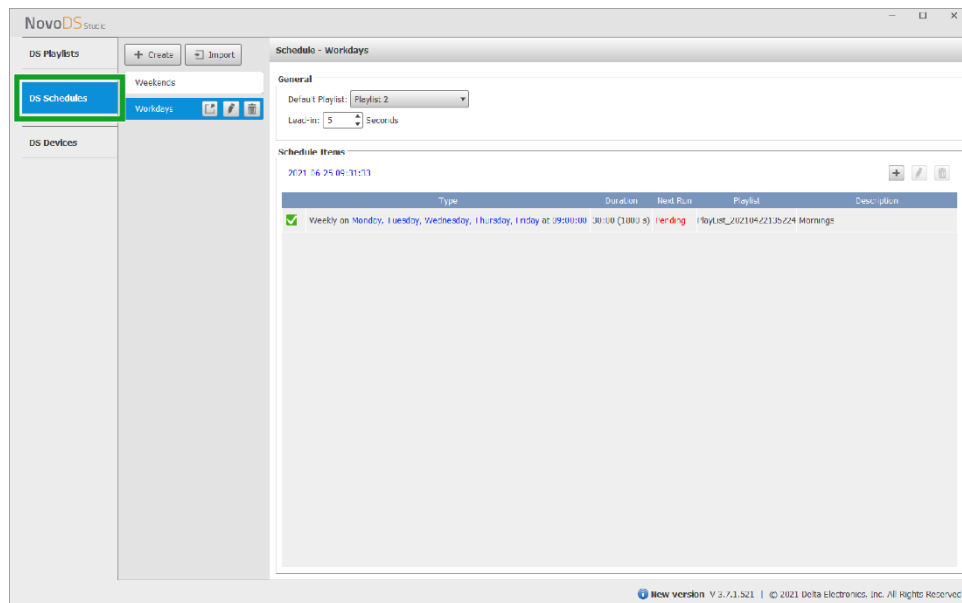 NovoDS Studio
DS Playlists
DS Schedules
DS Devices
+ Create
Import
Weekends
Workdays
Schedule - Workdays
General
Default Playlist: Playlist 2
Lead-in: 5 Seconds
Schedule Items
2021-06-25 09:31:33
Type Duration Next Run Playlist Description
Weekly on Monday, Tuesday, Wednesday, Thursday, Friday at 09:00:00 30:00 (1800 s) Pending PlayList_20210422135224 Mornings
New version V 3.7.1.521 | © 2021 Delta Electronics, Inc. All Rights Reserved